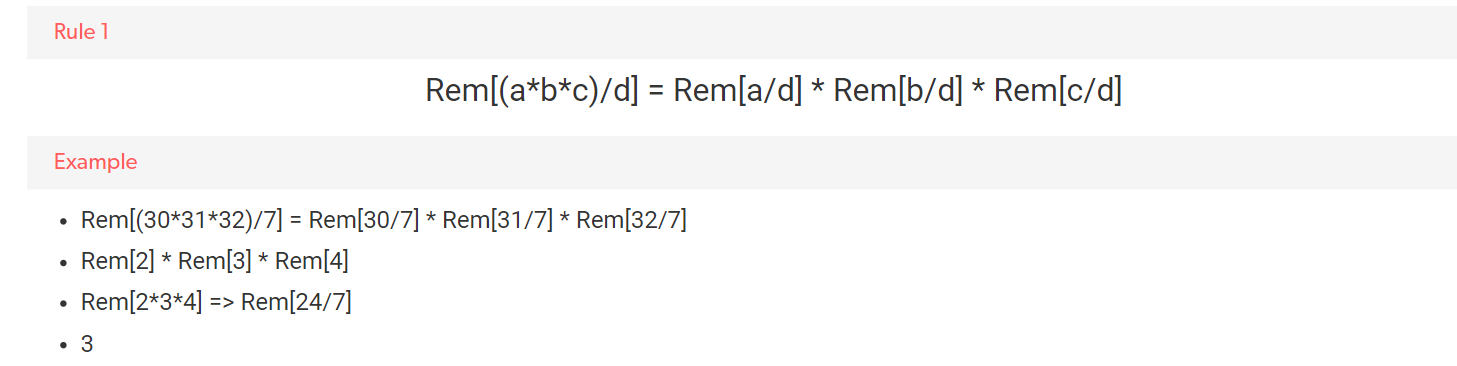 Rule 1
Rem[(a*b*c)/d] = Rem[a/d] * Rem[b/d] * Rem[c/d]
Example
• Rem[(30*31*32)/7] = Rem[30/7] * Rem[31/7] * Rem[32/7]
• Rem[2] * Rem[3] * Rem[4]
• Rem[2*3*4] => Rem[24/7]
• 3